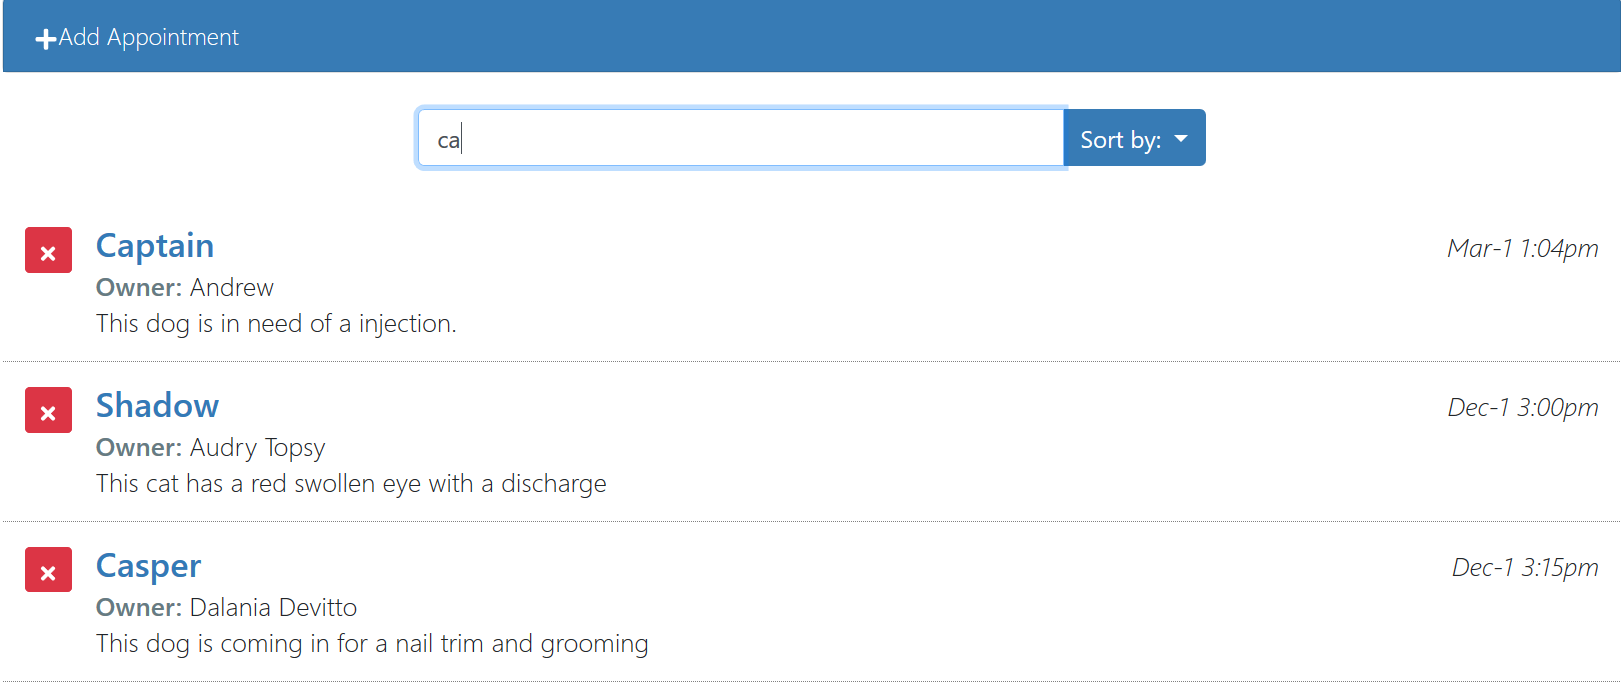 Add Appointment
ca
Sort by:
Captain
Mar-1 1:04pm
Owner: Andrew
This dog is in need of a injection.
Shadow
Dec-1 3:00pm
Owner: Audry Topsy
This cat has a red swollen eye with a discharge
Casper
Dec-1 3:15pm
Owner: Dalania Devitto
This dog is coming in for a nail trim and grooming